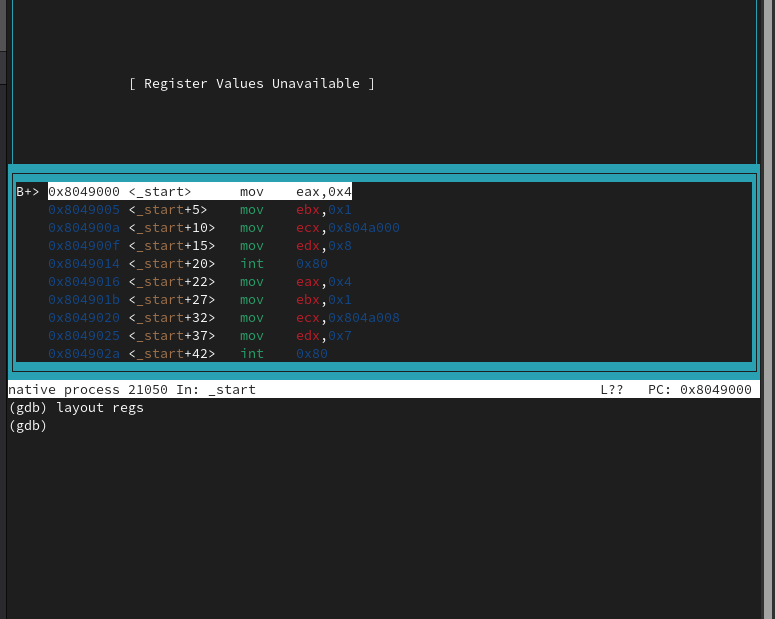 [ Register Values Unavailable ]
B+> 0x8049000 <_start> mov eax,0x4
0x8049005 <_start+5> mov ebx,0x1
0x804900a <_start+10> mov ecx,0x804a000
0x804900f <_start+15> mov edx,0x8
0x8049014 <_start+20> int 0x80
0x8049016 <_start+22> mov eax,0x4
0x804901b <_start+27> mov ebx,0x1
0x8049020 <_start+32> mov ecx,0x804a008
0x8049025 <_start+37> mov edx,0x7
0x804902a <_start+42> int 0x80
native process 21050 In: _start L?? PC: 0x8049000
(gdb) layout regs
(gdb)